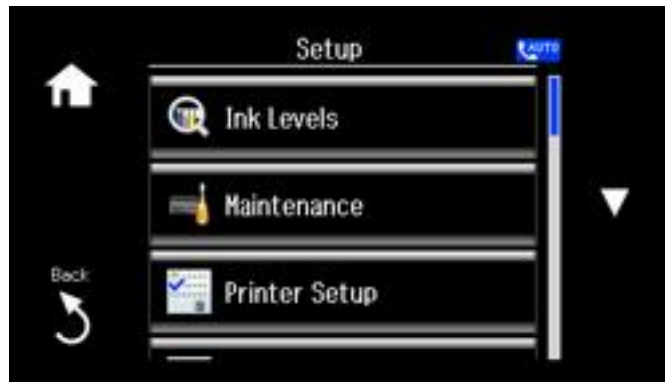 Setup
AUTO
Ink Levels
Maintenance
Printer Setup
Back